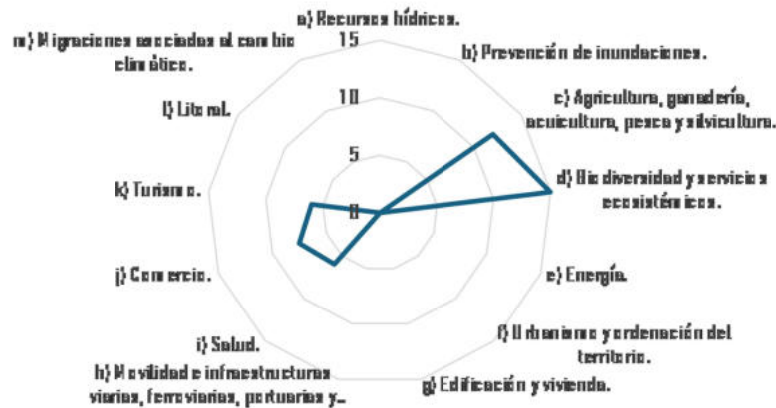 a) Recursos hídricos.
15
m) Migraciones asociadas al cambio
climático.
b) Prevención de inundaciones.
l) Litoral.
10
c) Agricultura, ganadería,
acuicultura, pesca y silvicultura.
5
k) Turismo.
0
d) Biodiversidad y servicios
ecosistémicos.
j) Comercio.
e) Energía.
i) Salud.
f) Urbanismo y ordenación del
territorio.
h) Movilidad e infraestructuras
viarias, ferroviarias, portuarias y...
g) Edificación y vivienda.